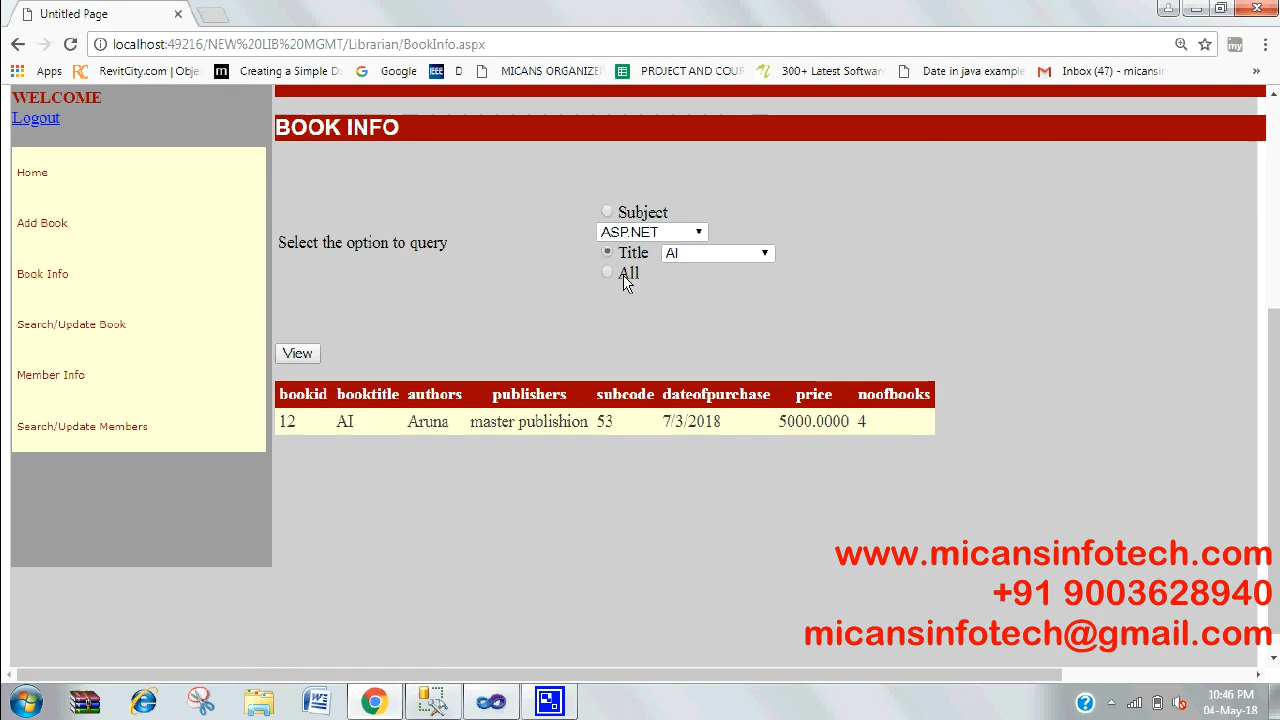 Untitled Page
localhost:49216/NEW%20LIB%20MGMT/Librarian/BookInfo.aspx
my
Apps RevitCity.com | Obje Creating a Simple D Google IEEE D MICANS ORGANIZE PROJECT AND COUR 300+ Latest Softwar Date in java example Inbox (47) - micansin
WELCOME
Logout
BOOK INFO
Home
Add Book
Book Info
Search/Update Book
Member Info
Search/Update Members
Select the option to query
Subject
ASP.NET
Title AI
All
View
bookid booktitle authors publishers subcode dateofpurchase price noofbooks
12 AI Aruna master publishion 53 7/3/2018 5000.0000 4
www.micansinfotech.com
+91 9003628940
micansinfotech@gmail.com
10:46 PM
04-May-18